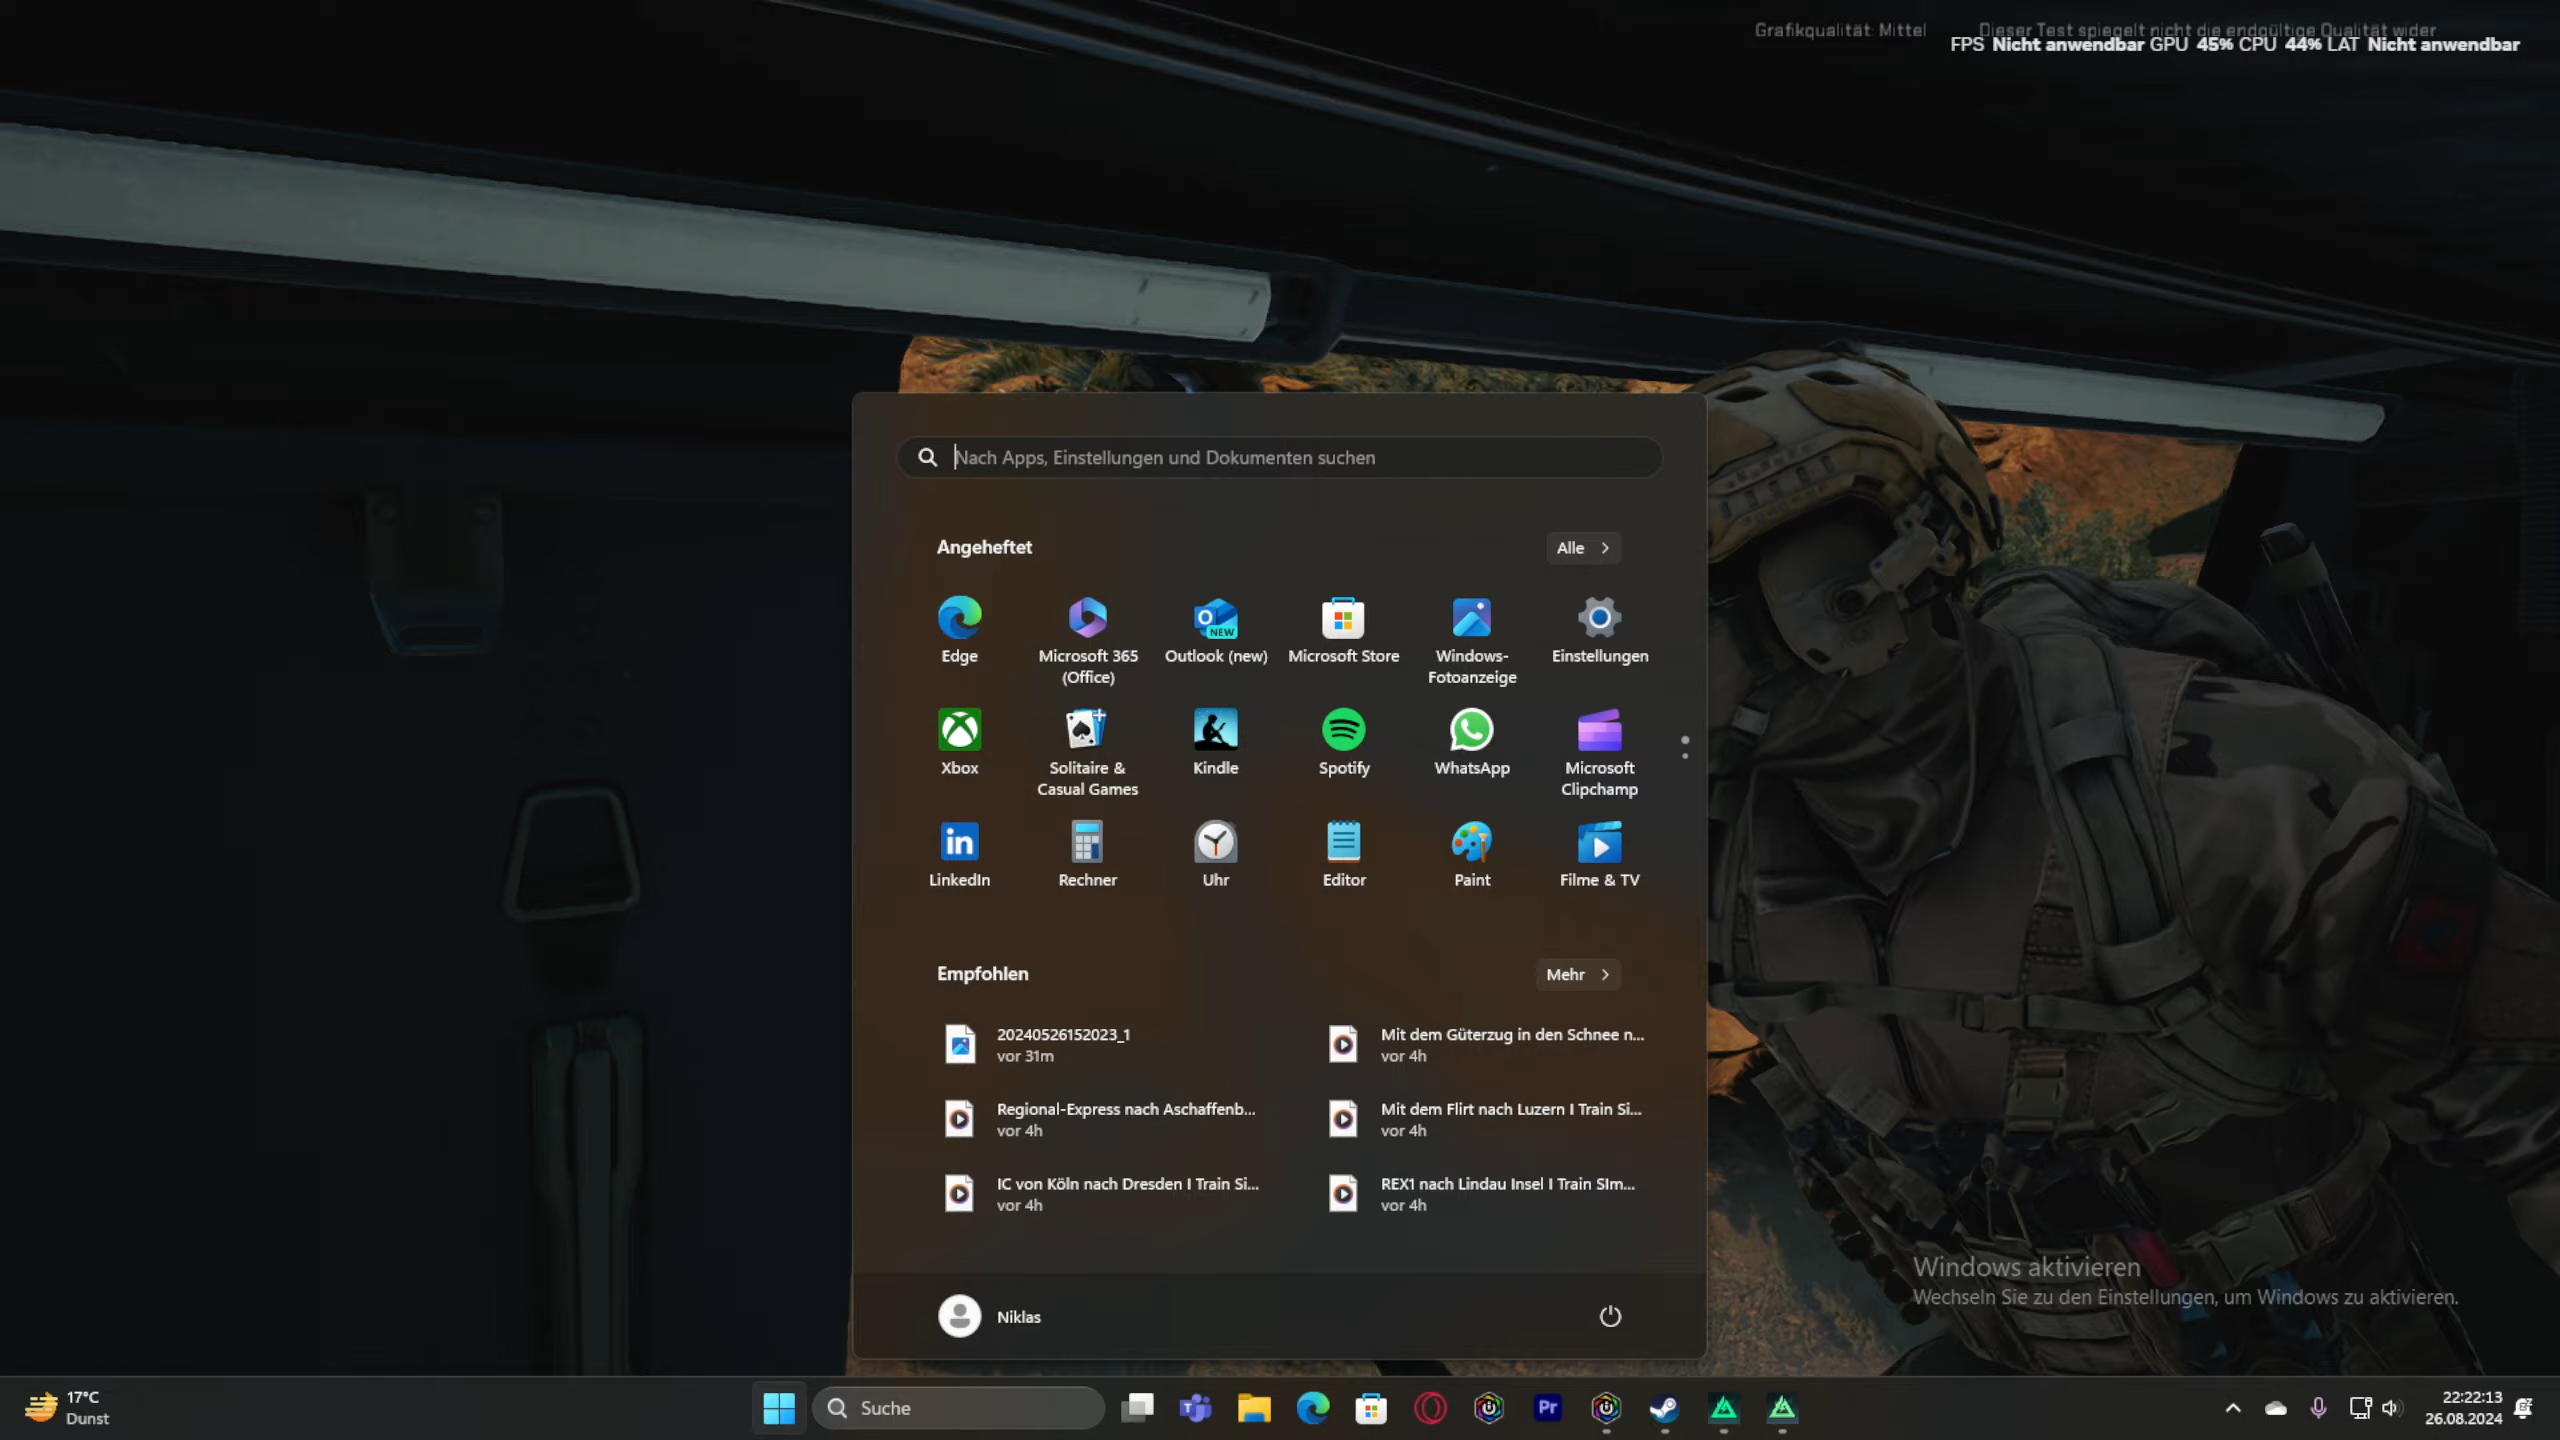 Grafikqualität: Mittel Dieser Test spiegelt nicht die endgültige Qualität wider
FPS Nicht anwendbar GPU 45% CPU 44% LAT Nicht anwendbar
Nach Apps, Einstellungen und Dokumenten suchen
Angeheftet Alle
Edge
Microsoft 365
(Office)
Outlook (new)
Microsoft Store
Windows-
Fotoanzeige
Einstellungen
Xbox
Solitaire &
Casual Games
Kindle
Spotify
WhatsApp
Microsoft
Clipchamp
LinkedIn
Rechner
Uhr
Editor
Paint
Filme & TV
Empfohlen Mehr
20240526152023_1
vor 31m
Mit dem Güterzug in den Schnee n...
vor 4h
Regional-Express nach Aschaffenb...
vor 4h
Mit dem Flirt nach Luzern I Train Si...
vor 4h
IC von Köln nach Dresden I Train Si...
vor 4h
REX1 nach Lindau Insel I Train SIm...
vor 4h
Niklas
Windows aktivieren
Wechseln Sie zu den Einstellungen, um Windows zu aktivieren.
17°C
Dunst
Suche
NEW
Pr
22:22:13
26.08.2024